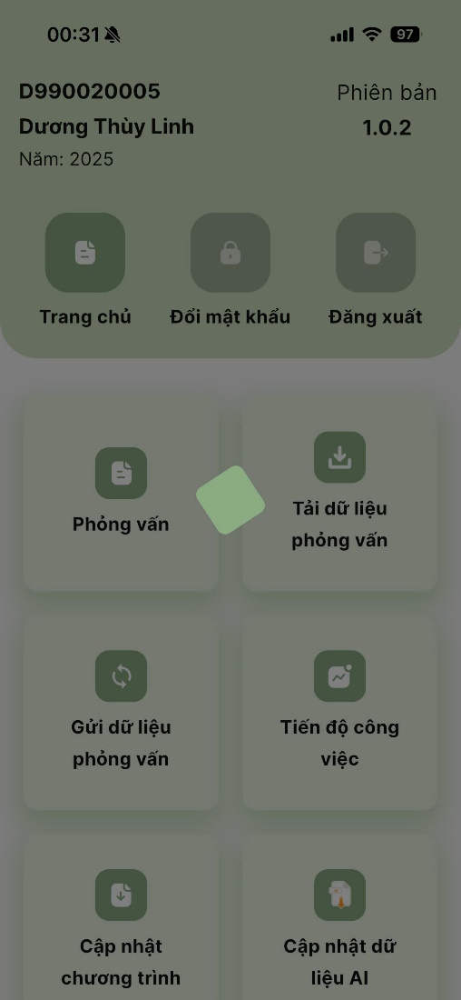 00:31
97
D990020005
Phiên bản
Dương Thùy Linh
1.0.2
Năm: 2025
Trang chủ
Đổi mật khẩu
Đăng xuất
Phỏng vấn
Tải dữ liệu
phỏng vấn
Gửi dữ liệu
phỏng vấn
Tiến độ công
việc
Cập nhật
chương trình
Cập nhật dữ
liệu AI